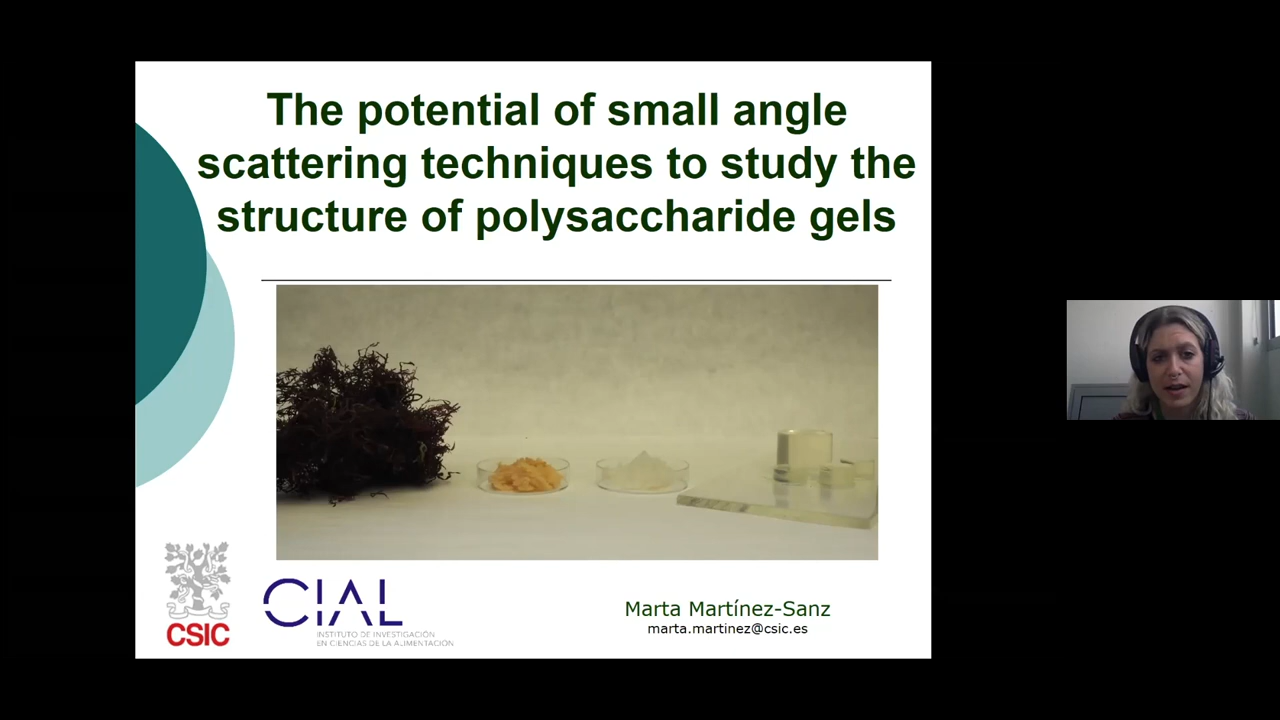 The potential of small angle
scattering techniques to study the
structure of polysaccharide gels
CSIC
CIAL
INSTITUTO DE INVESTIGACIÓN
EN CIENCIAS DE LA ALIMENTACIÓN
Marta Martínez-Sanz
marta.martinez@csic.es